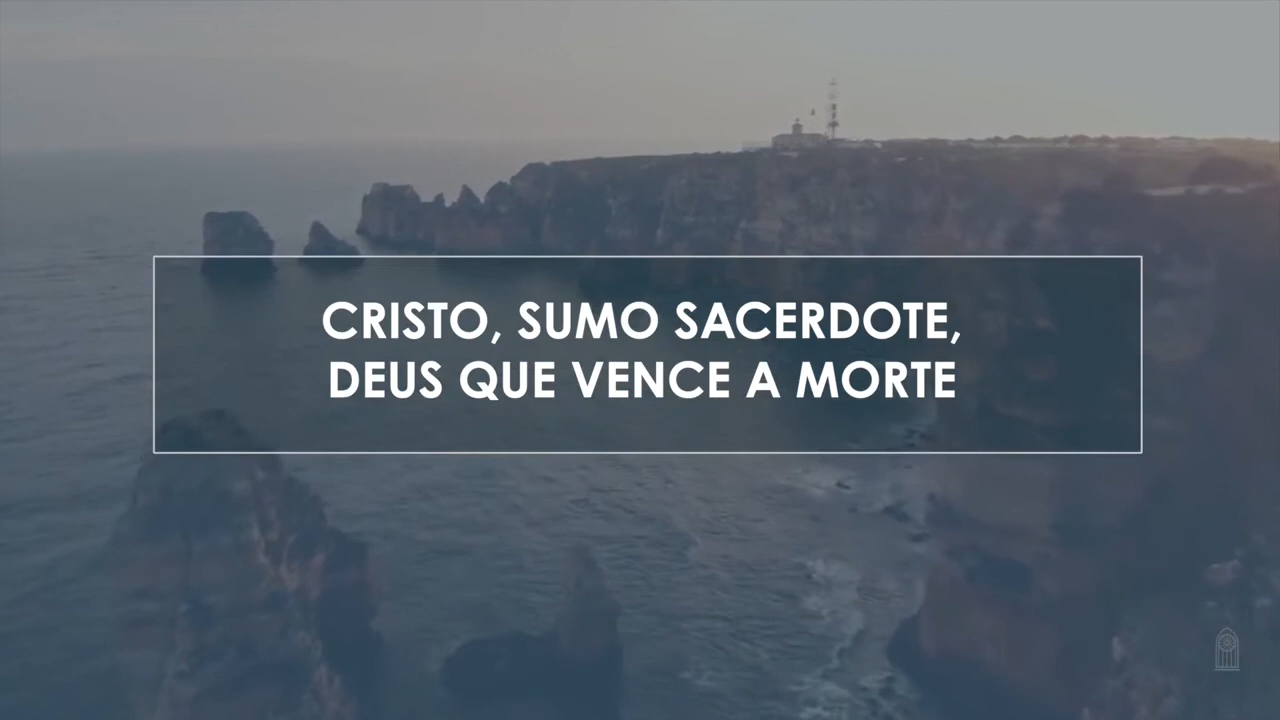 CRISTO, SUMO SACERDOTE,
DEUS QUE VENCE A MORTE